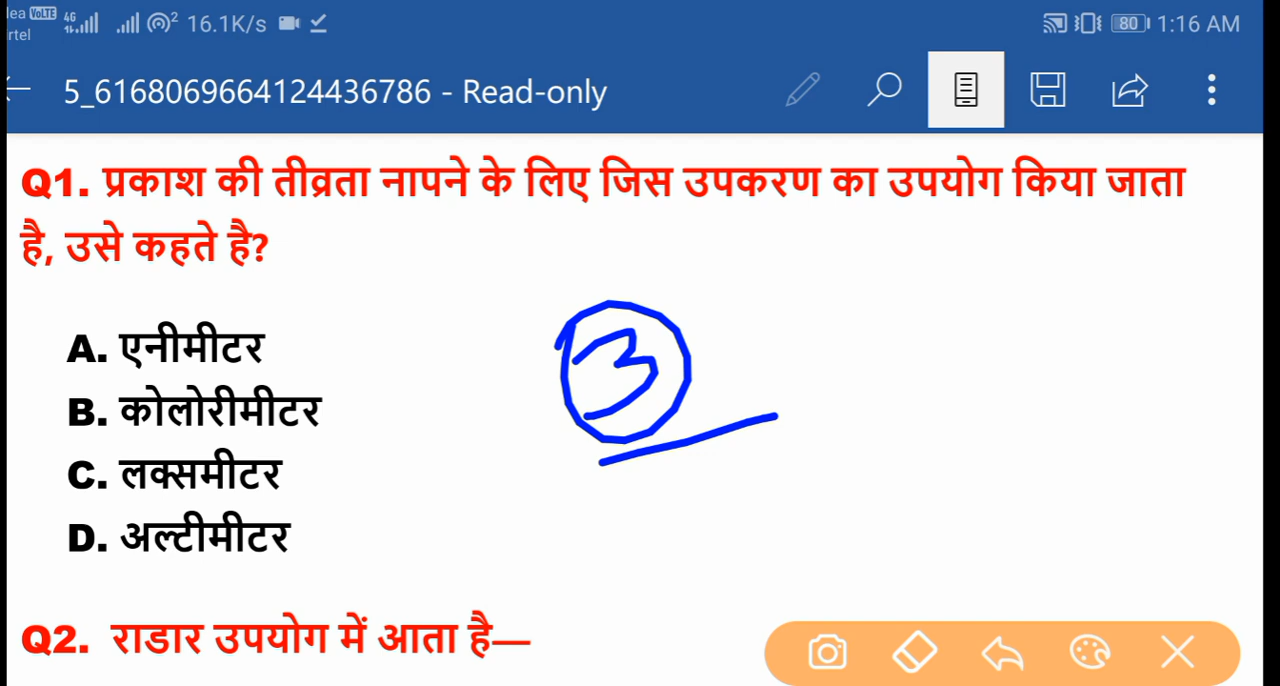 lea VoLTE 4G 2 16.1K/s 80 1:16 AM
rtel
5_6168069664124436786 - Read-only
Q1. प्रकाश की तीव्रता नापने के लिए जिस उपकरण का उपयोग किया जाता
है, उसे कहते है?
A. एनीमीटर
3
B. कोलोरीमीटर
C. लक्समीटर
D. अल्टीमीटर
Q2. राडार उपयोग में आता है—